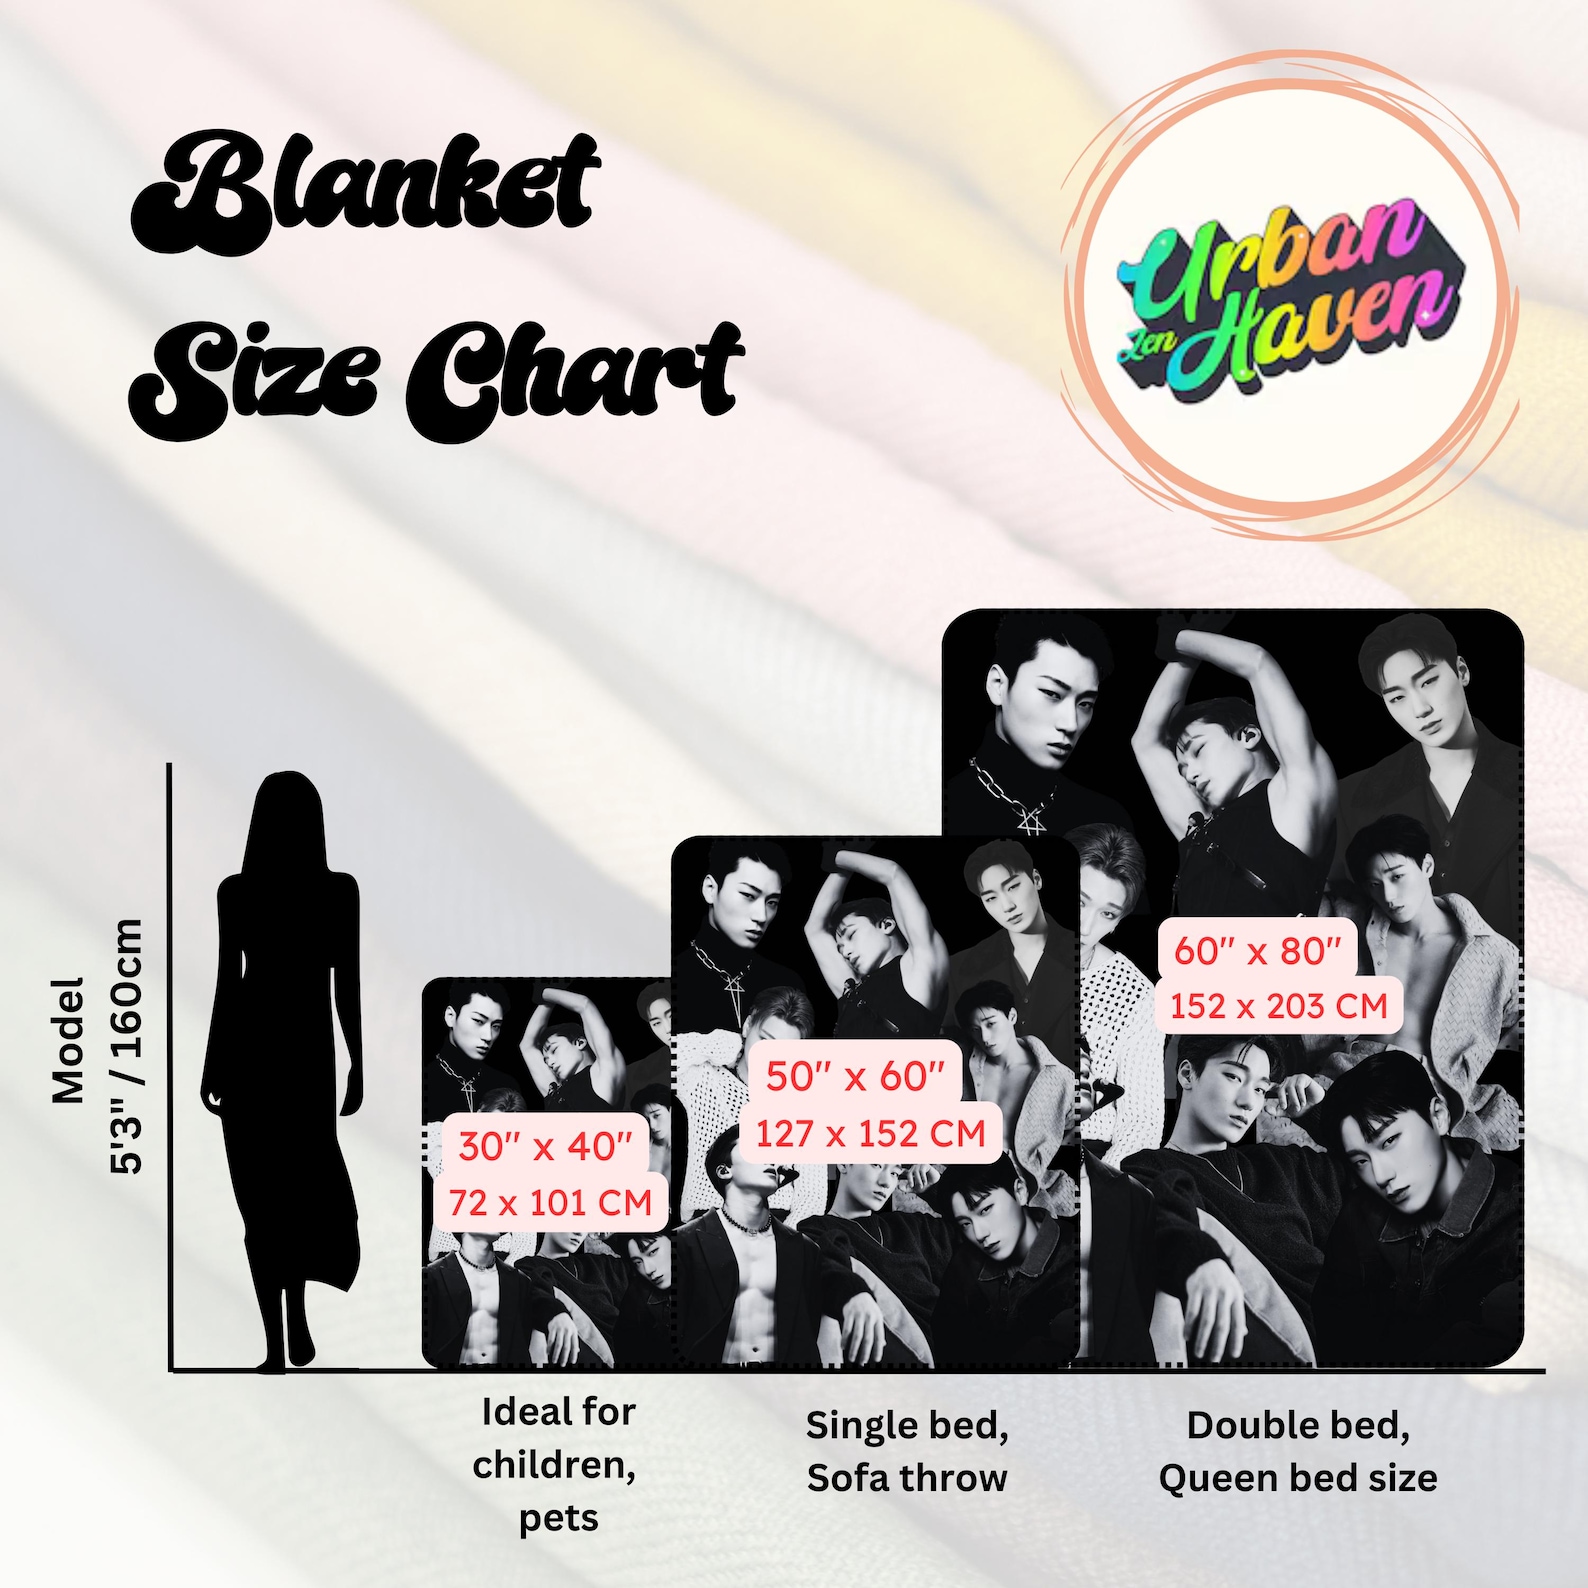 Blanket
Size Chart
Urban
Zen Haven
Model
5'3" / 160cm
30" x 40"
72 x 101 CM
50" x 60"
127 x 152 CM
60" x 80"
152 x 203 CM
Ideal for
children,
pets
Single bed,
Sofa throw
Double bed,
Queen bed size